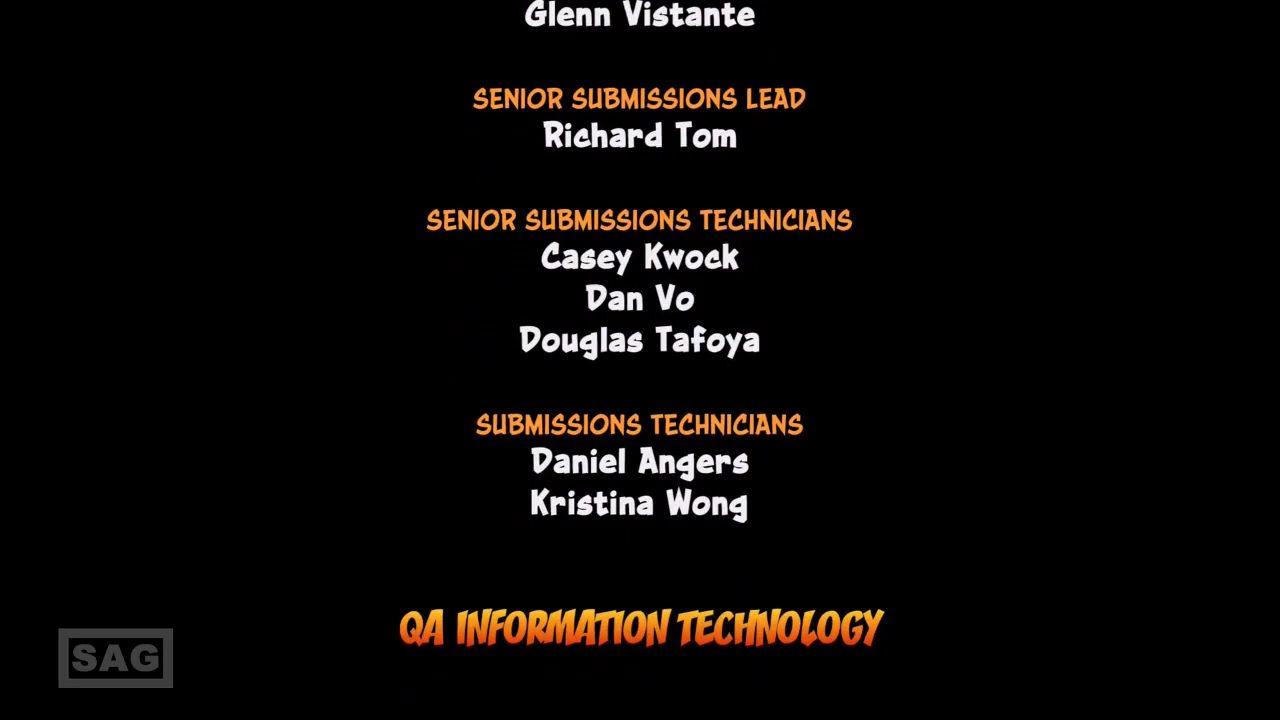 Glenn Vistante
SENIOR SUBMISSIONS LEAD
Richard Tom
SENIOR SUBMISSIONS TECHNICIANS
Casey Kwock
Dan Vo
Douglas Tafoya
SUBMISSIONS TECHNICIANS
Daniel Angers
Kristina Wong
QA INFORMATION TECHNOLOGY
SAG